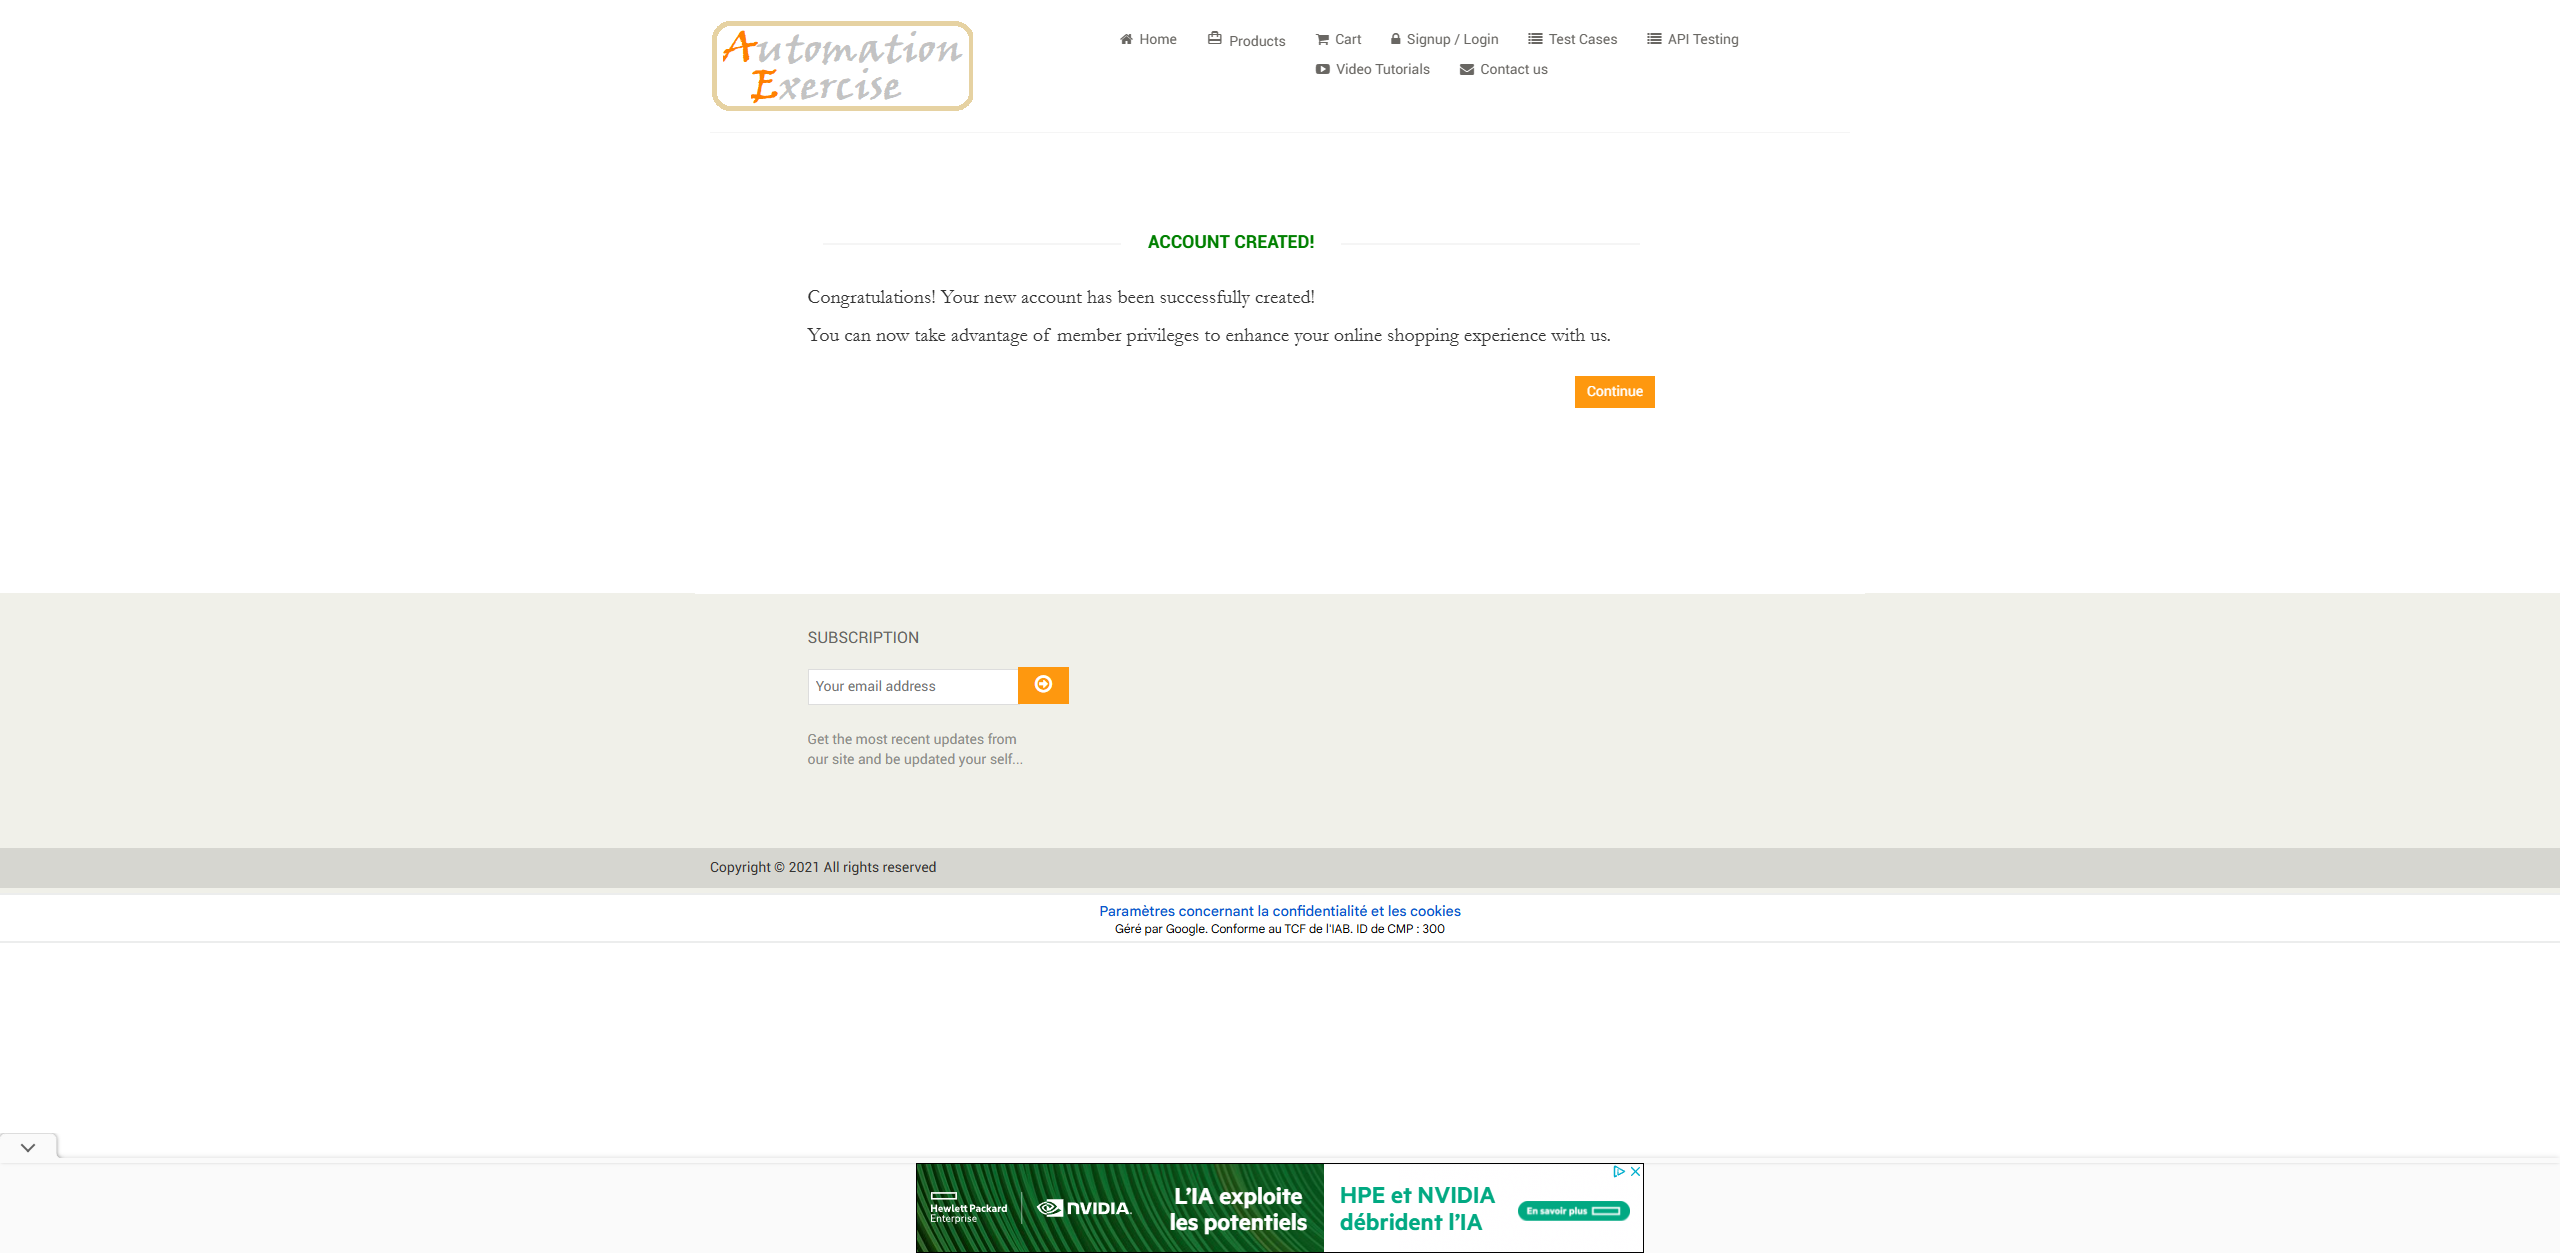 Automation
Exercise
Home
Products
Cart
Signup / Login
Test Cases
API Testing
Video Tutorials
Contact us
ACCOUNT CREATED!
Congratulations! Your new account has been successfully created!
You can now take advantage of member privileges to enhance your online shopping experience with us.
Continue
SUBSCRIPTION
Your email address
Get the most recent updates from
our site and be updated your self...
Copyright © 2021 All rights reserved
Paramètres concernant la confidentialité et les cookies
Géré par Google. Conforme au TCF de l'IAB. ID de CMP : 300
Hewlett Packard
Enterprise
NVIDIA.
L’IA exploite
les potentiels
HPE et NVIDIA
débrident l’IA
En savoir plus